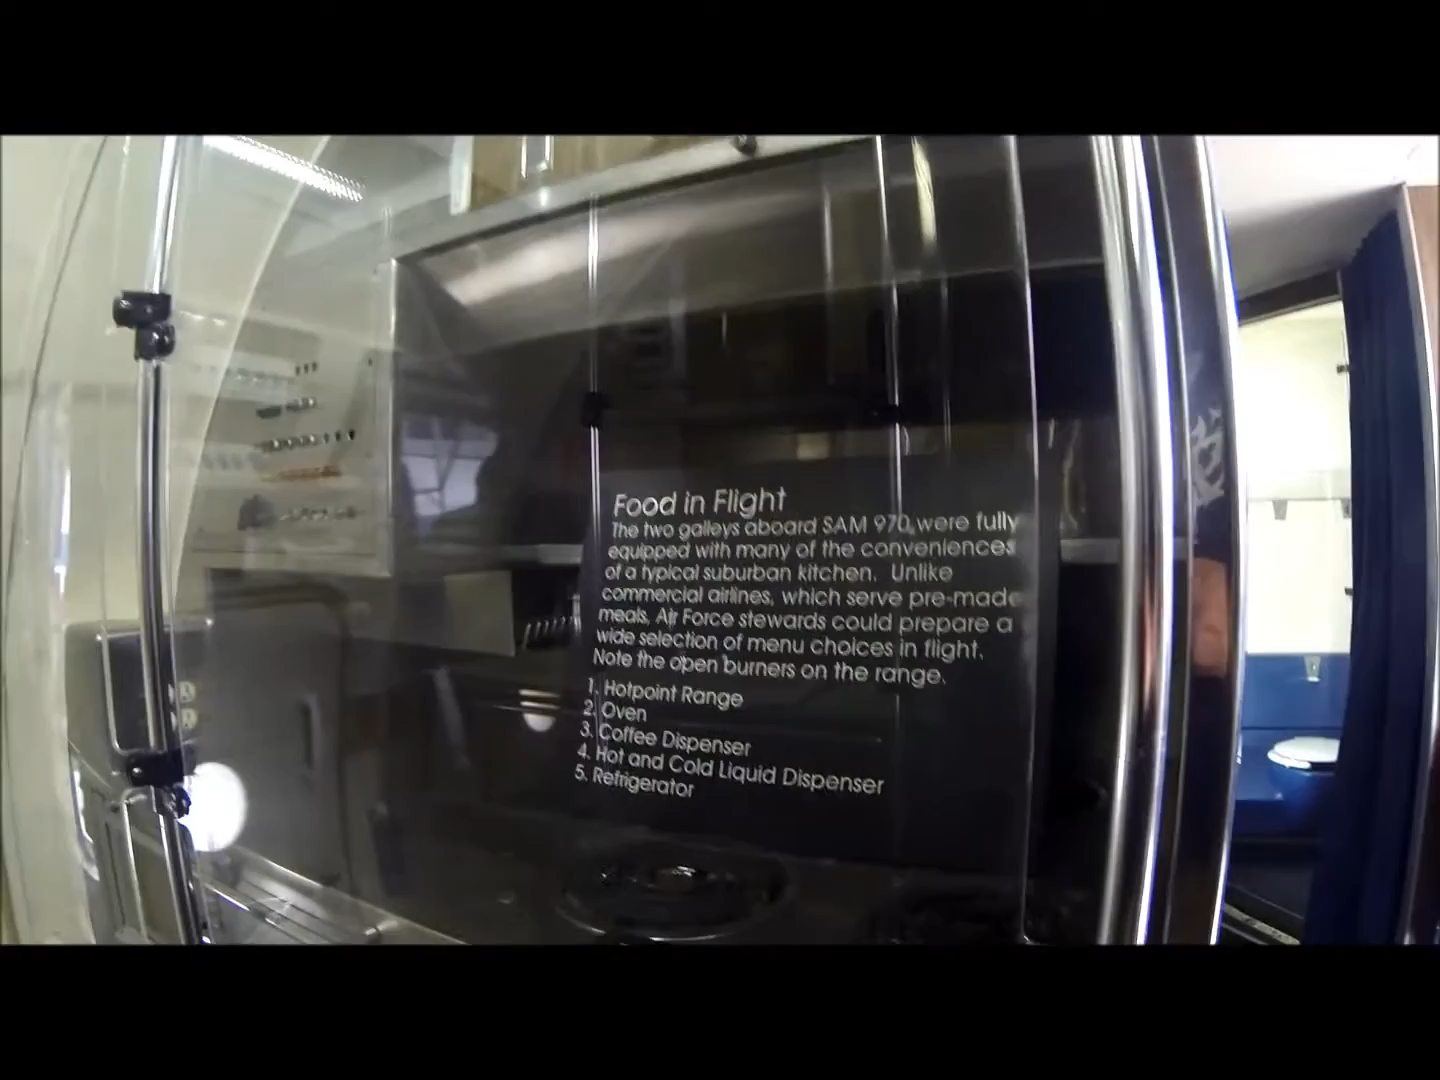 Food in Flight
The two galleys aboard SAM 970 were fully
equipped with many of the conveniences
of a typical suburban kitchen. Unlike
commercial airlines, which serve pre-made
meals, Air Force stewards could prepare a
wide selection of menu choices in flight.
Note the open burners on the range.
1. Hotpoint Range
2. Oven
3. Coffee Dispenser
4. Hot and Cold Liquid Dispenser
5. Refrigerator